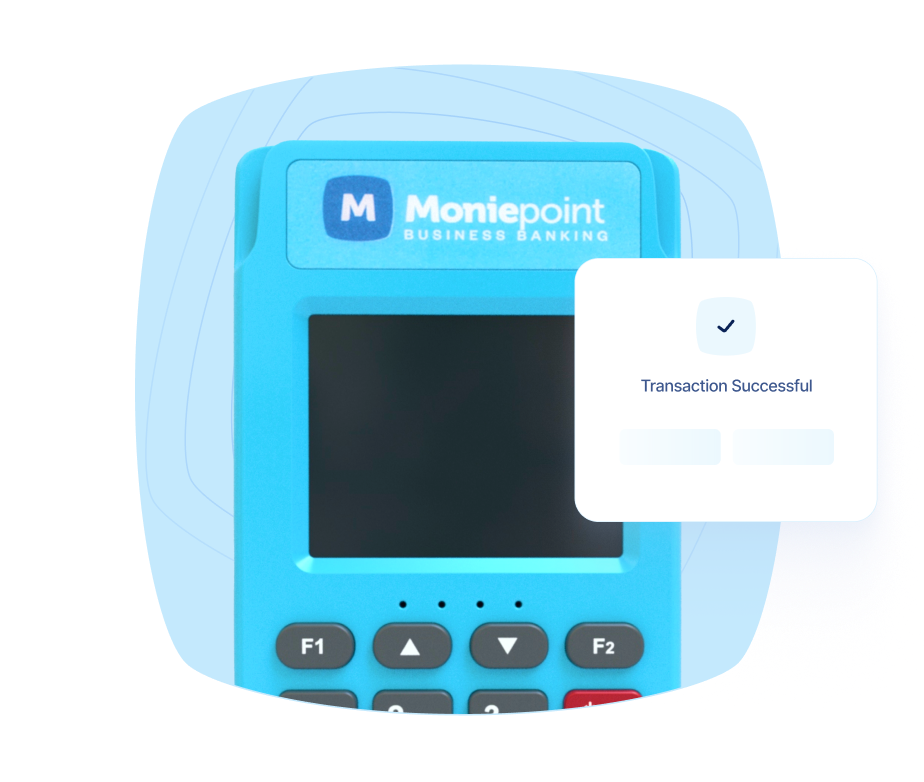 M
Moniepoint
BUSINESS BANKING
Transaction Successful
F1
F2